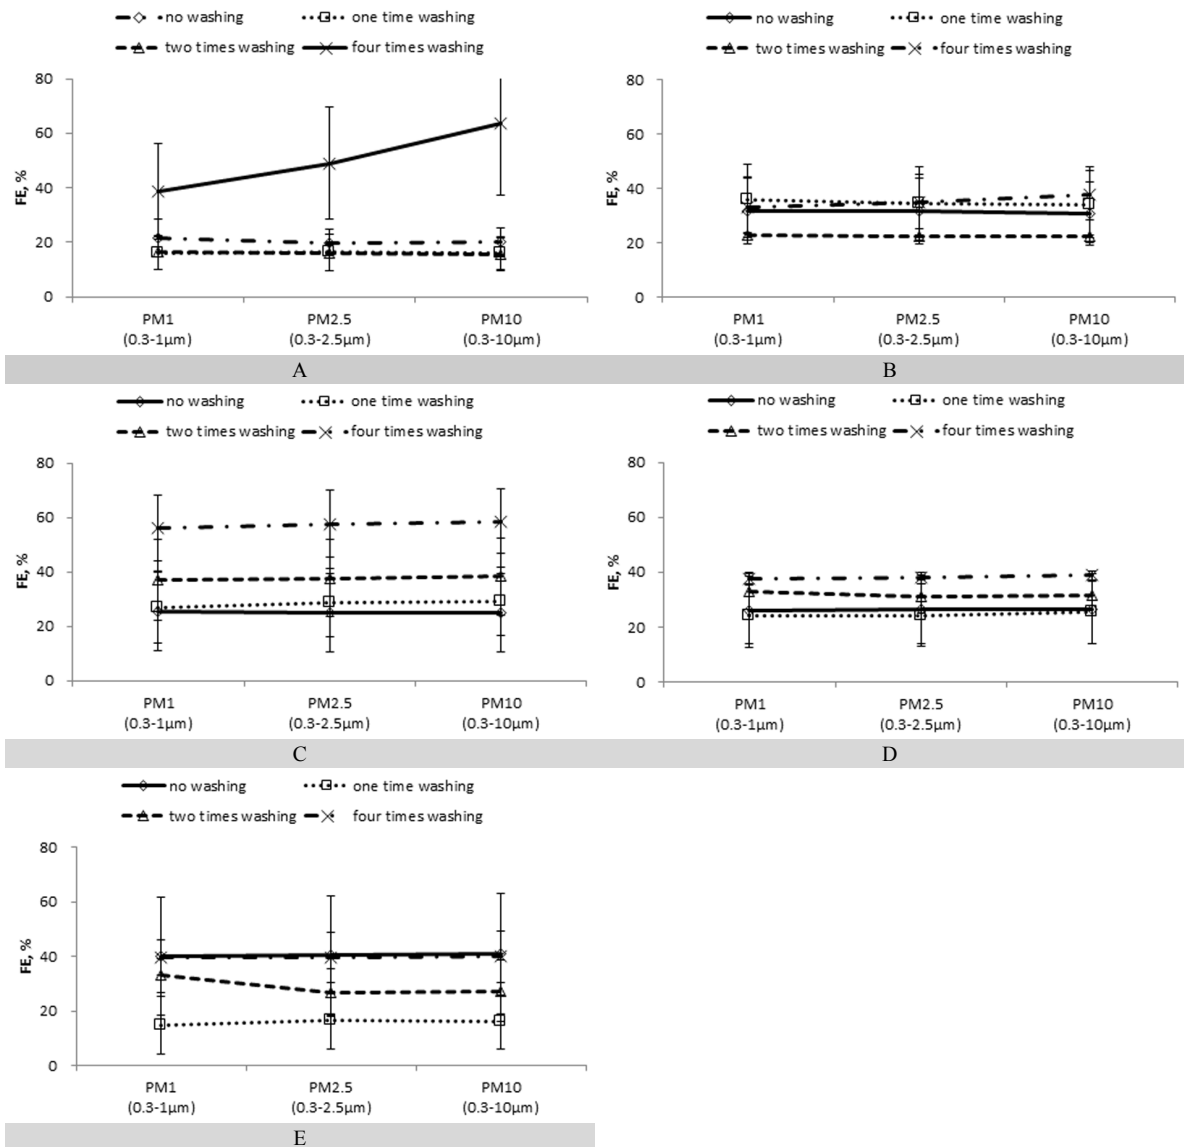 no washing one time washing
two times washing four times washing
80
60
40
20
0
FE, %
PM1 PM2.5 PM10
(0.3-1µm) (0.3-2.5µm) (0.3-10µm)
A
no washing one time washing
two times washing four times washing
80
60
40
20
0
FE, %
PM1 PM2.5 PM10
(0.3-1µm) (0.3-2.5µm) (0.3-10µm)
B
no washing one time washing
two times washing four times washing
80
60
40
20
0
FE, %
PM1 PM2.5 PM10
(0.3-1µm) (0.3-2.5µm) (0.3-10µm)
C
no washing one time washing
two times washing four times washing
80
60
40
20
0
FE, %
PM1 PM2.5 PM10
(0.3-1µm) (0.3-2.5µm) (0.3-10µm)
D
no washing one time washing
two times washing four times washing
80
60
40
20
0
FE, %
PM1 PM2.5 PM10
(0.3-1µm) (0.3-2.5µm) (0.3-10µm)
E